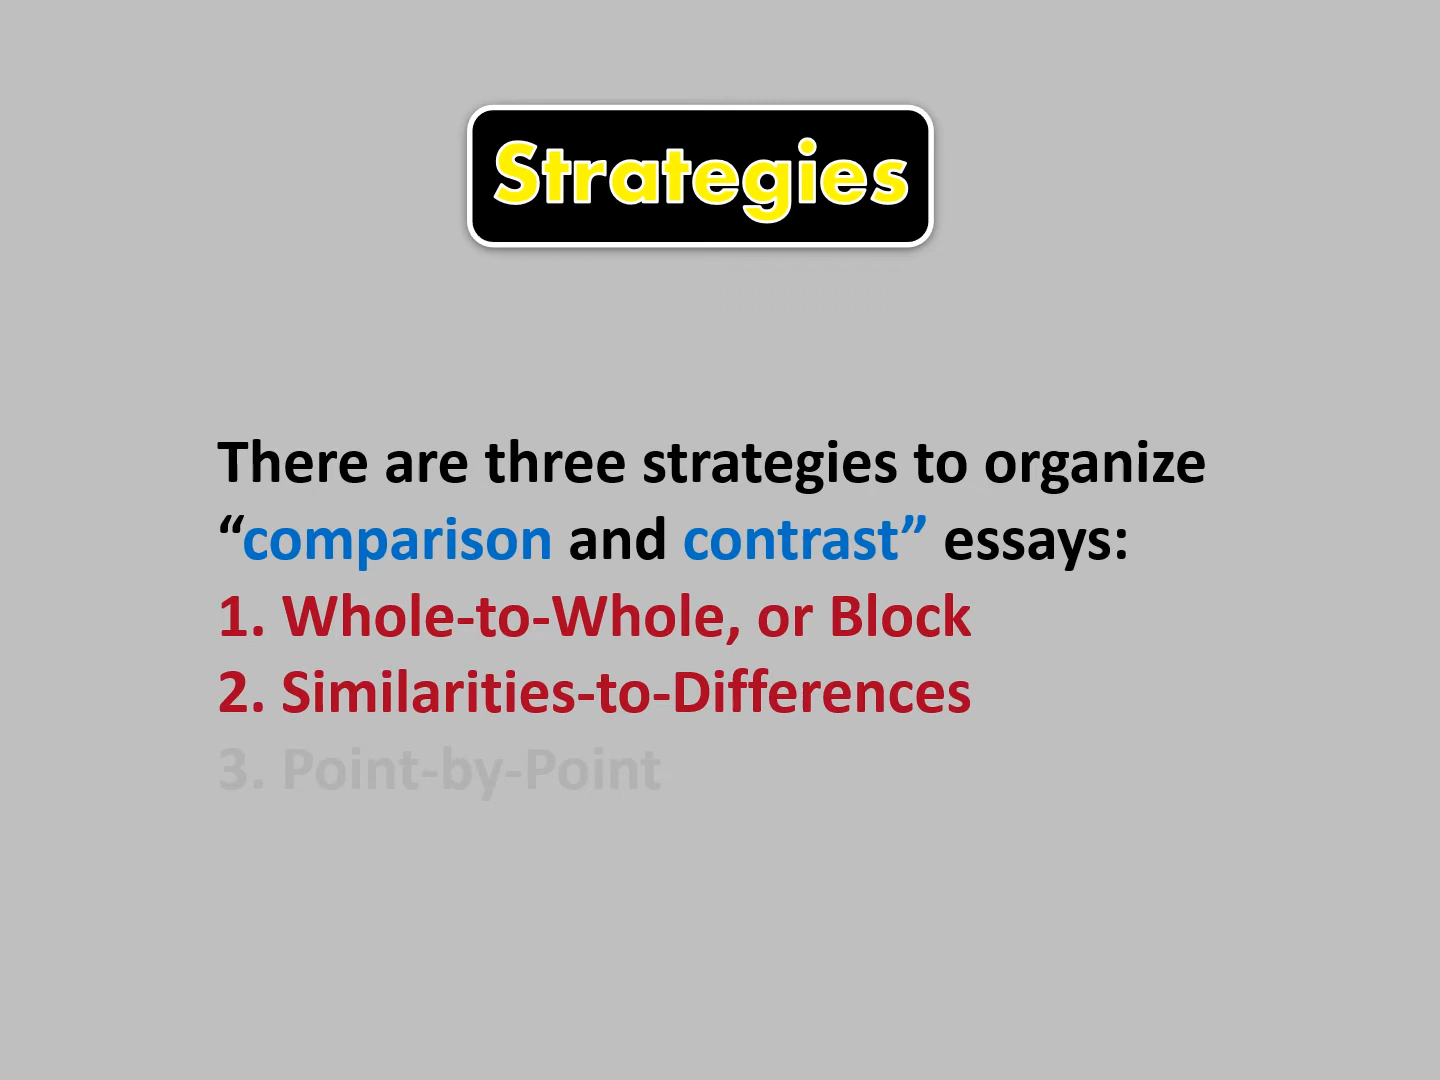 Strategies
There are three strategies to organize
“comparison and contrast” essays:
1. Whole-to-Whole, or Block
2. Similarities-to-Differences
3. Point-by-Point